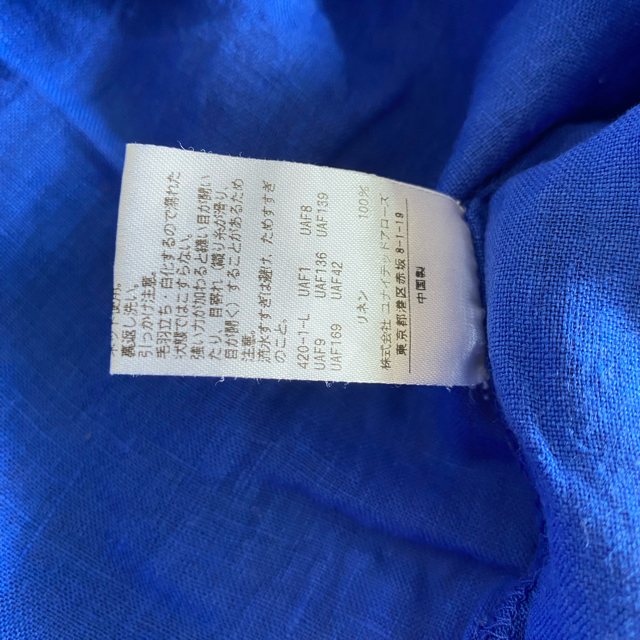 裏返し洗い。
引っかけ注意。
毛羽立ち・白化するので濡れた
状態ではこすらない。
強い力が加わると縫い目が開い
たり、目寄れ(織り糸が滑り、
目が開く)することがあるため
注意。
流水すすぎは避け、ためすすぎ
のこと。
420-1-L UAF1 UAF8
UAF9 UAF136 UAF139
UAF169 UAF42
リネン 100%
株式会社 ユナイテッドアローズ
東京都港区赤坂 8-1-19
中国製